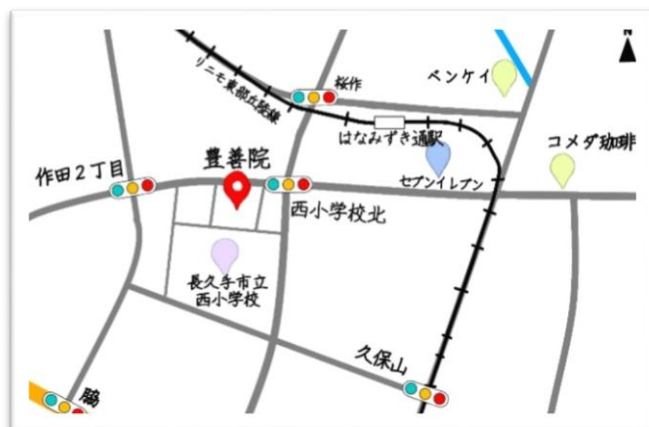 N
ベンケイ
リニモ東部丘陵線
桜作
はなみずき通駅
コメダ珈琲
豊善院
作田２丁目
セブンイレブン
西小学校北
長久手市立
西小学校
久保山
脇